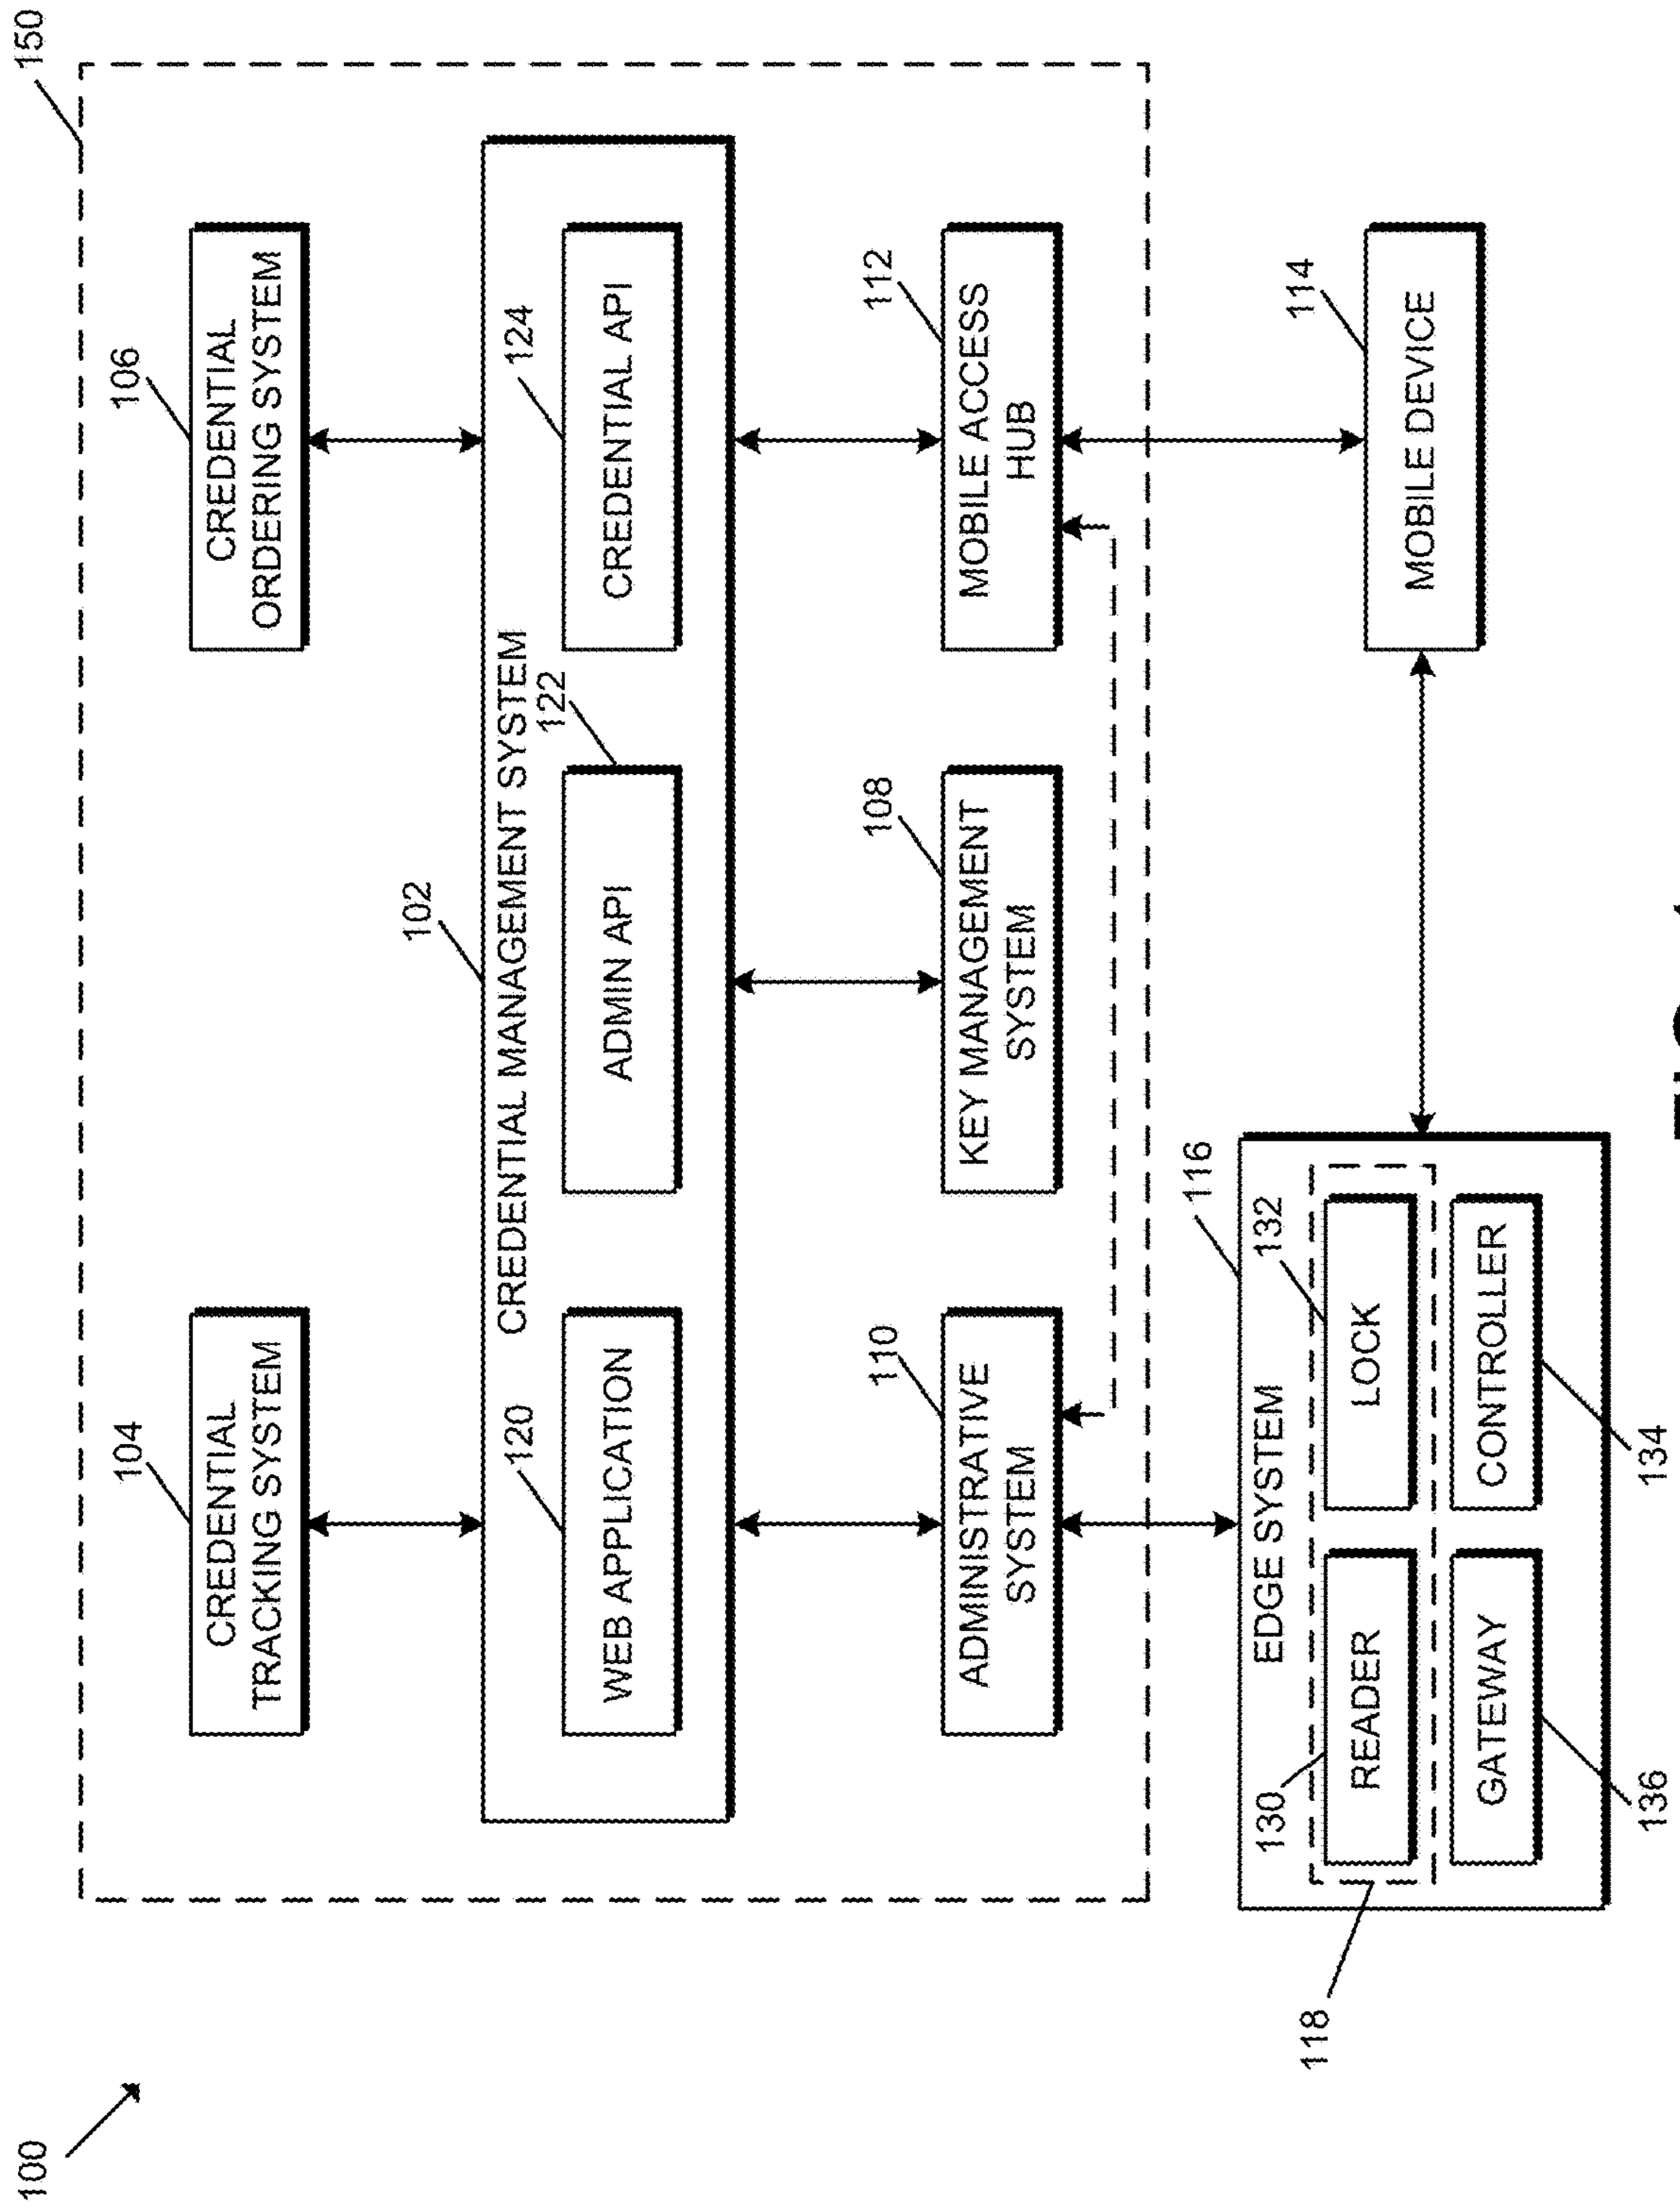 100
150
104
CREDENTIAL
TRACKING SYSTEM
106
CREDENTIAL
ORDERING SYSTEM
102
CREDENTIAL MANAGEMENT SYSTEM
120
WEB APPLICATION
122
ADMIN API
124
CREDENTIAL API
110
ADMINISTRATIVE
SYSTEM
108
KEY MANAGEMENT
SYSTEM
112
MOBILE ACCESS
HUB
116
EDGE SYSTEM
130
READER
132
LOCK
118
GATEWAY
CONTROLLER
136
134
114
MOBILE DEVICE